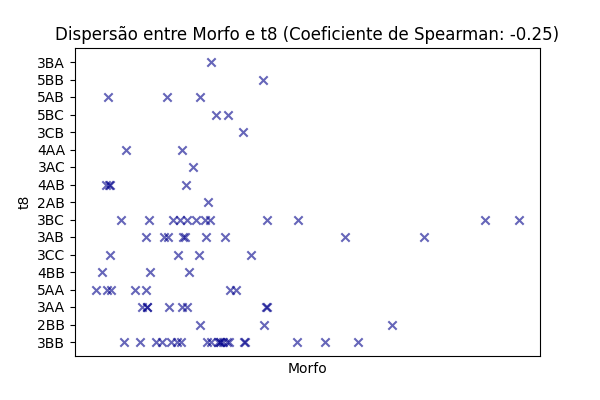 Dispersão entre Morfo e t8 (Coeficiente de Spearman: -0.25)
3BA
5BB
5AB
5BC
3CB
4AA
3AC
4AB
2AB
3BC
3AB
3CC
4BB
5AA
3AA
2BB
3BB
t8
Morfo